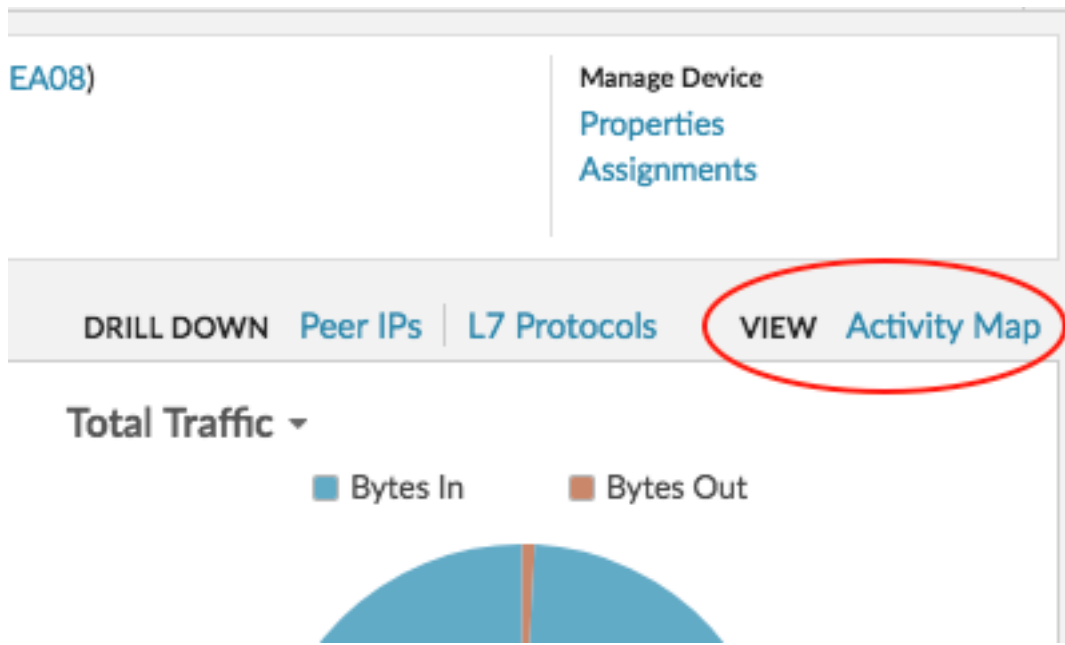 EA08)
Manage Device
Properties
Assignments
DRILL DOWN Peer IPs L7 Protocols VIEW Activity Map
Total Traffic
Bytes In Bytes Out